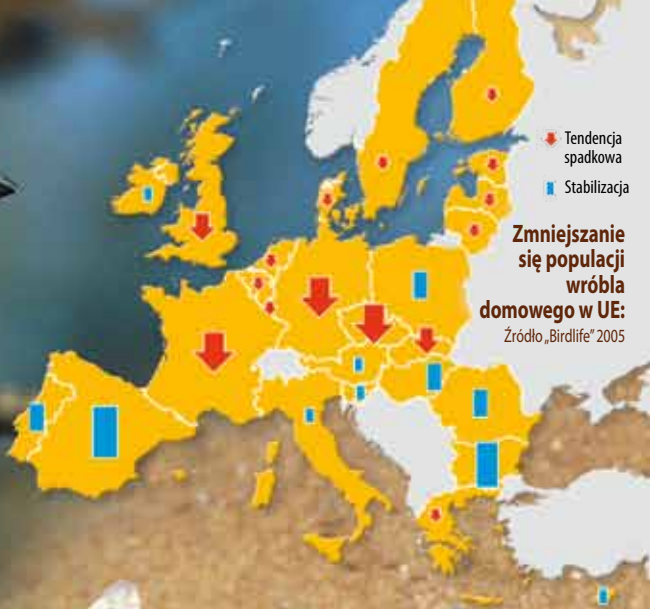 Tendencja
spadkowa
Stabilizacja
Zmniejszanie
się populacji
wróbla
domowego w UE:
Źródło „Birdlife” 2005